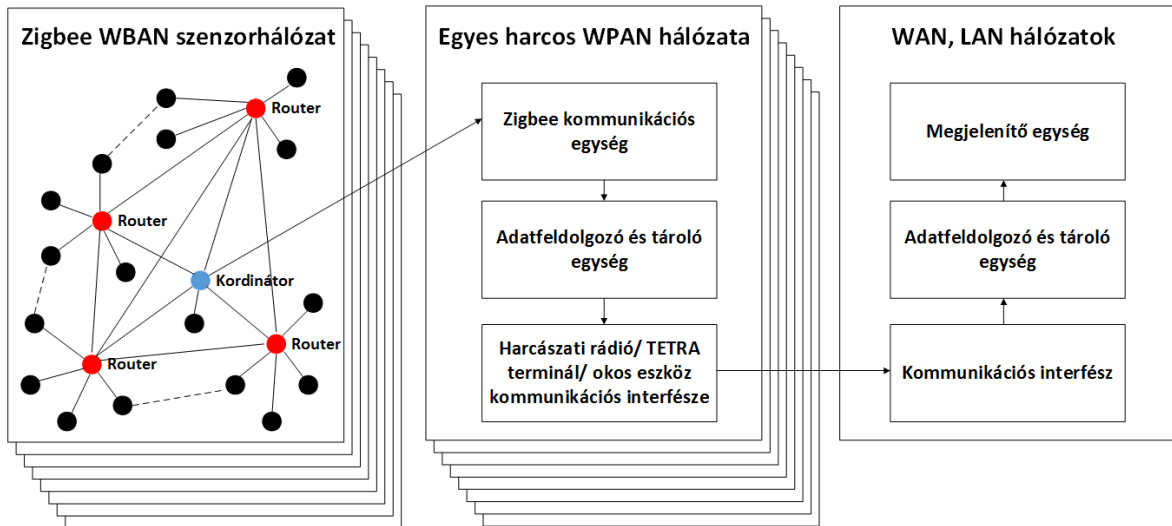 Zigbee WBAN szenzorhálózat
Router
Router
Kordinátor
Router
Router
Egyes harcos WPAN hálózata
Zigbee kommunikációs
egység
Adatfeldolgozó és tároló
egység
Harcászati rádió/ TETRA
terminál/ okos eszköz
kommunikációs interfésze
WAN, LAN hálózatok
Megjelenítő egység
Adatfeldolgozó és tároló
egység
Kommunikációs interfész